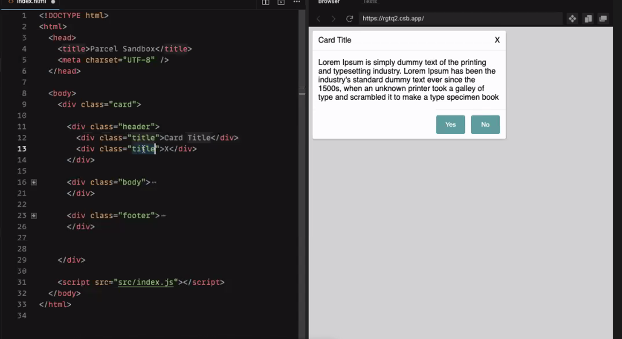 index.html
Browser
Tests
https://rgtq2.csb.app/
1 <!DOCTYPE html>
2 <html>
3 <head>
4 <title>Parcel Sandbox</title>
5 <meta charset="UTF-8" />
6 </head>
7
8 <body>
9 <div class="card">
10
11 <div class="header">
12 <div class="title">Card Title</div>
13 <div class="title">X</div>
14 </div>
15
16 <div class="body">
21 </div>
22
23 <div class="footer">
26 </div>
27
28
29 </div>
30
31 <script src="src/index.js"></script>
32 </body>
33 </html>
34
Card Title X
Lorem Ipsum is simply dummy text of the printing
and typesetting industry. Lorem Ipsum has been the
industry's standard dummy text ever since the
1500s, when an unknown printer took a galley of
type and scrambled it to make a type specimen book
Yes No